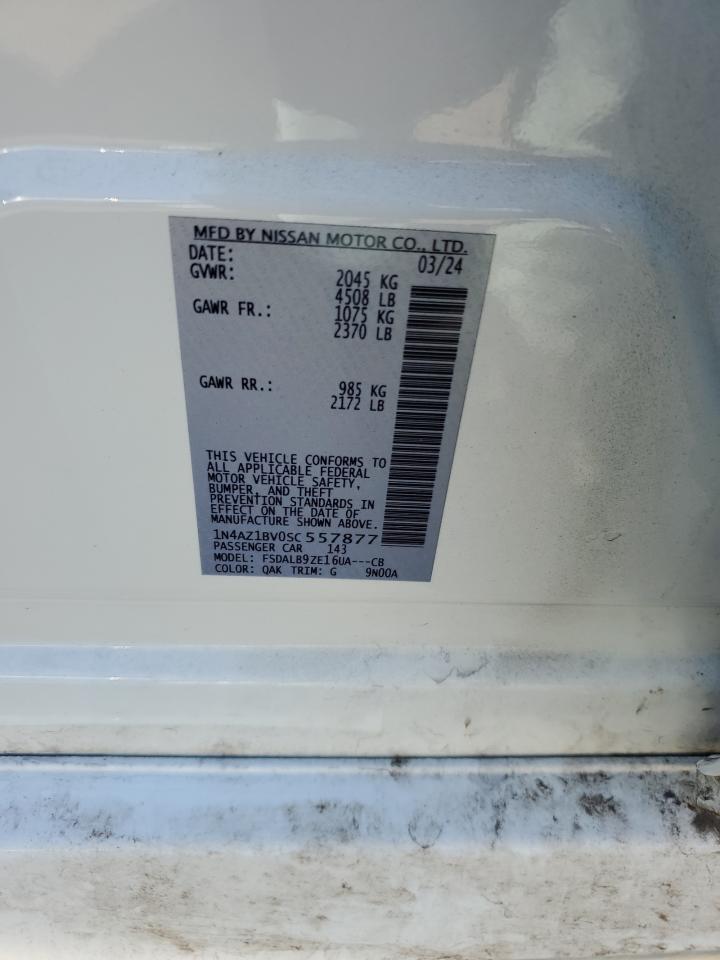 MFD BY NISSAN MOTOR CO., LTD.
DATE: 03/24
GVWR: 2045 KG
4508 LB
GAWR FR.: 1075 KG
2370 LB
GAWR RR.: 985 KG
2172 LB
THIS VEHICLE CONFORMS TO
ALL APPLICABLE FEDERAL
MOTOR VEHICLE SAFETY,
BUMPER, AND THEFT
PREVENTION STANDARDS IN
EFFECT ON THE DATE OF
MANUFACTURE SHOWN ABOVE.
1N4AZ1BV0SC557877
PASSENGER CAR 143
MODEL: FSDALB9ZE16UA---CB
COLOR: QAK TRIM: G 9N00A